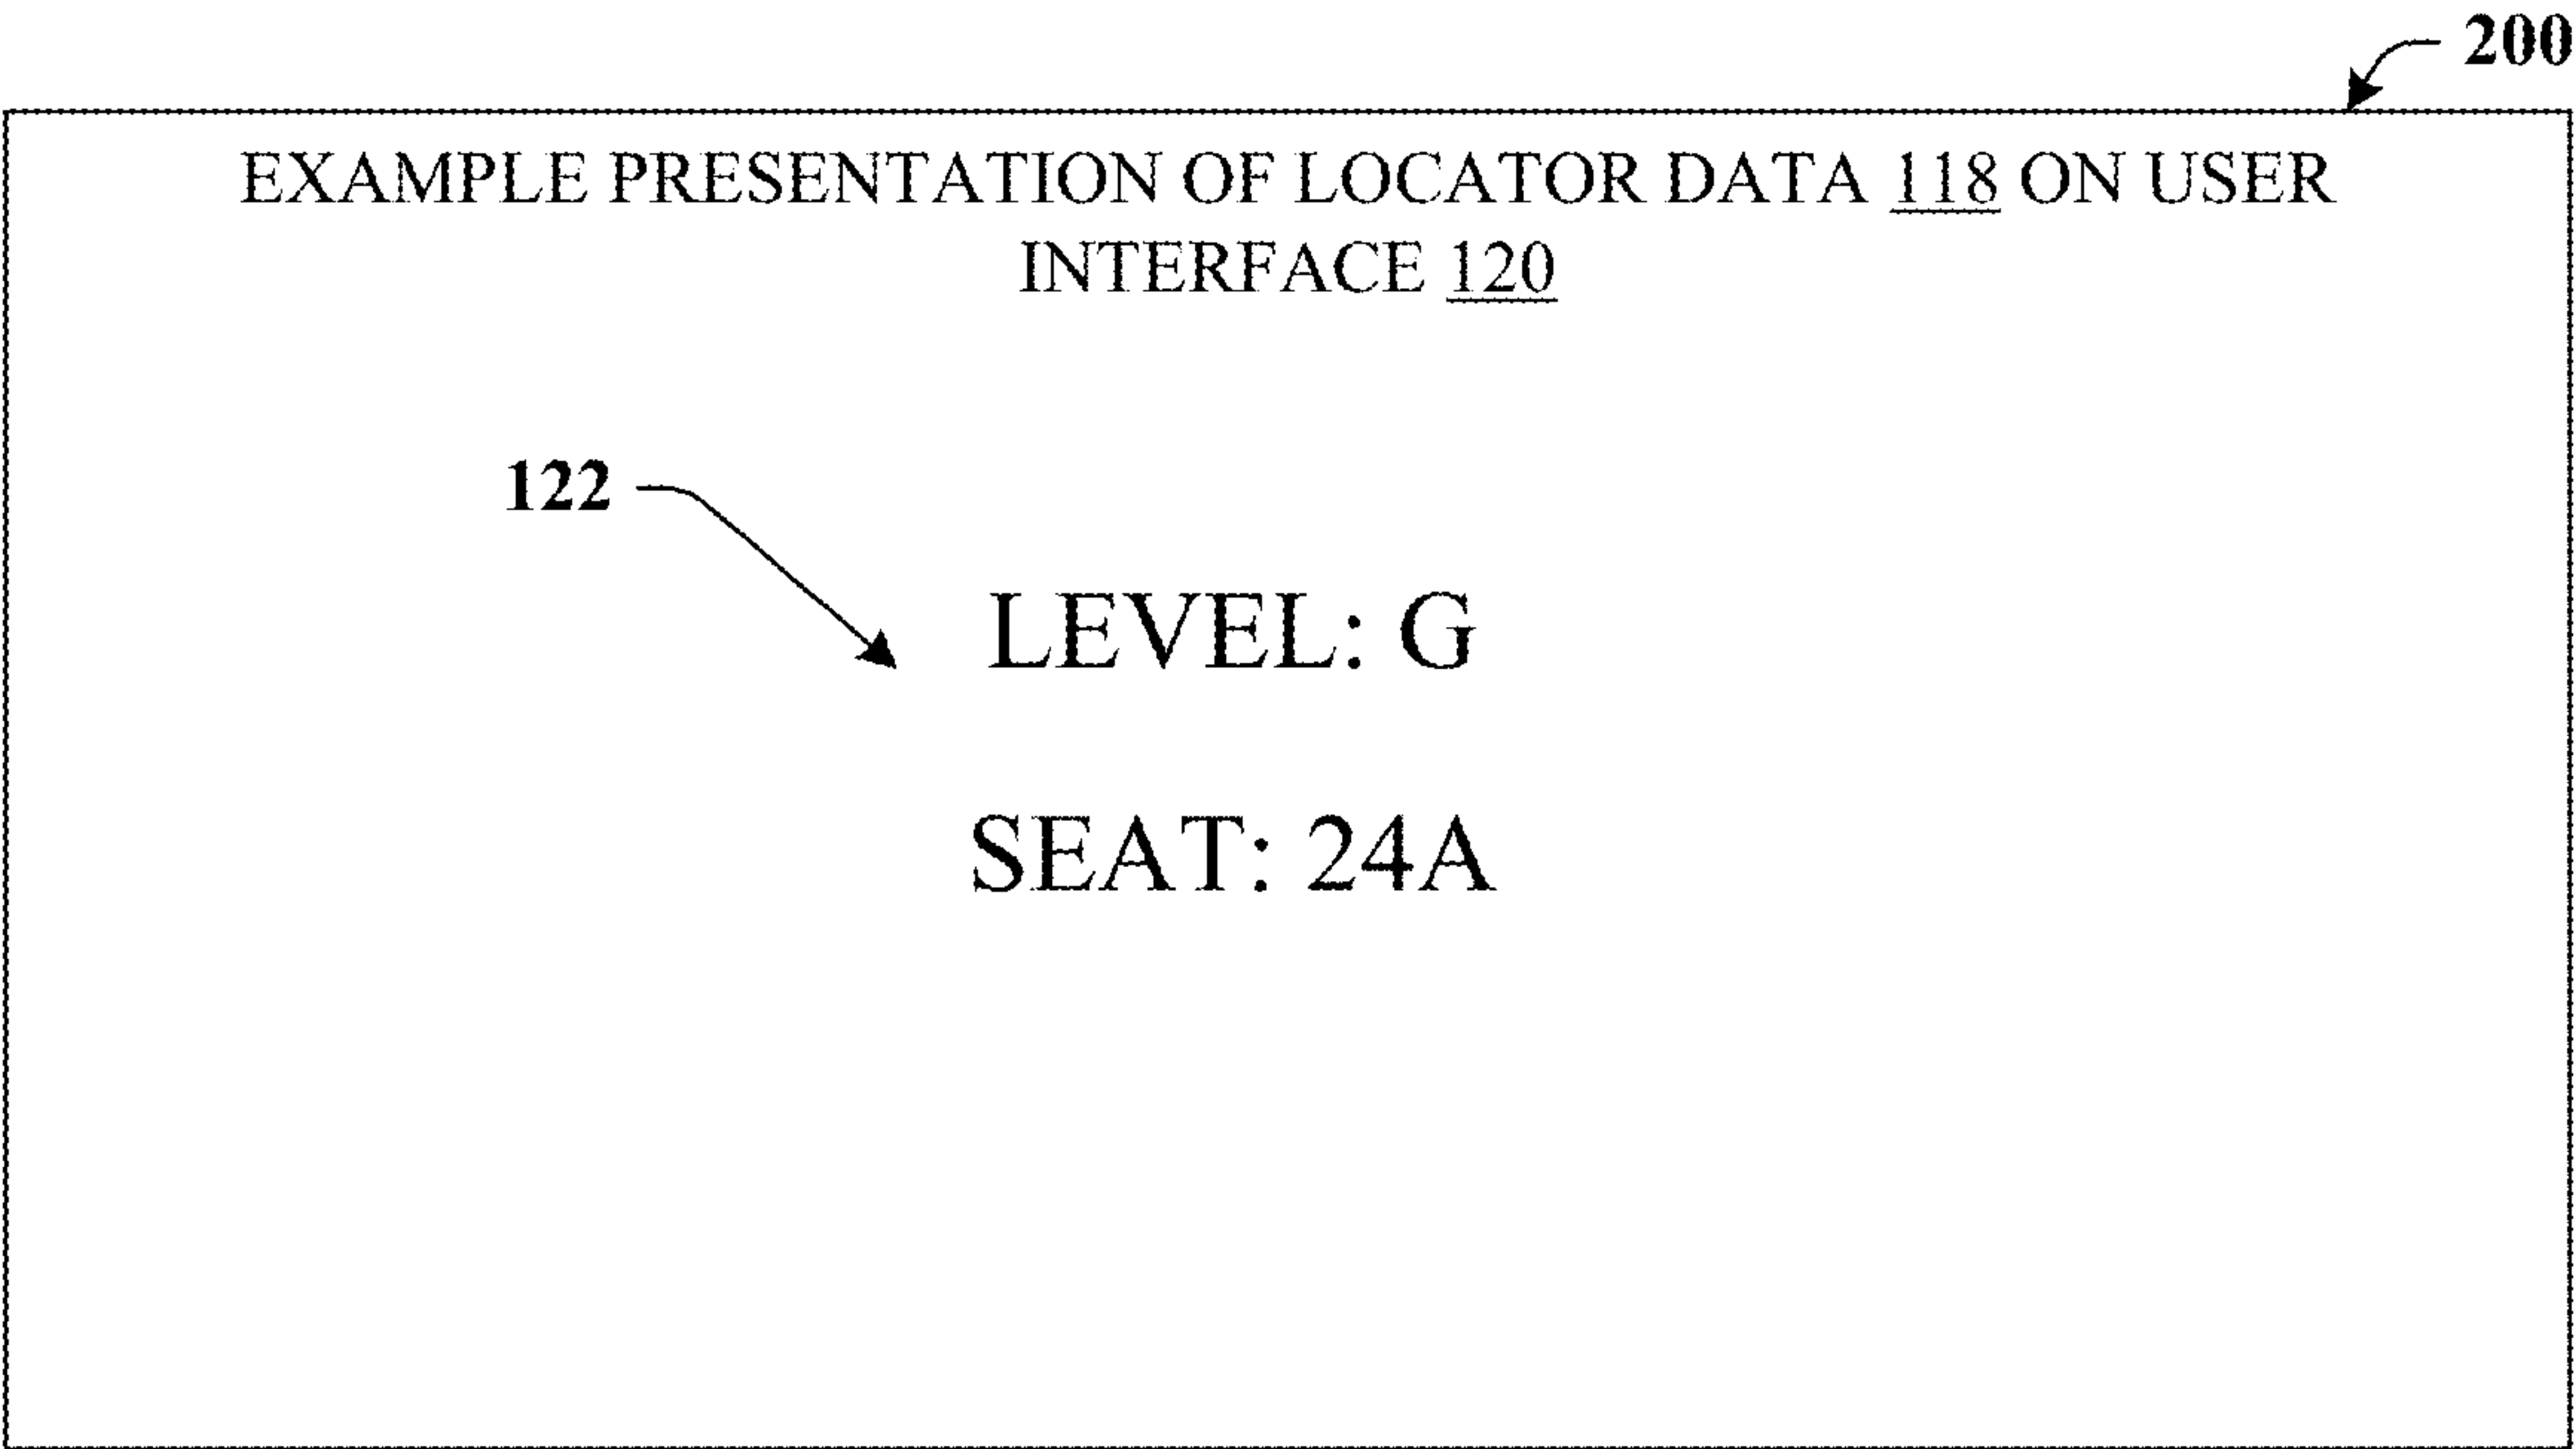 200
EXAMPLE PRESENTATION OF LOCATOR DATA 118 ON USER
INTERFACE 120
122
LEVEL: G
SEAT: 24A